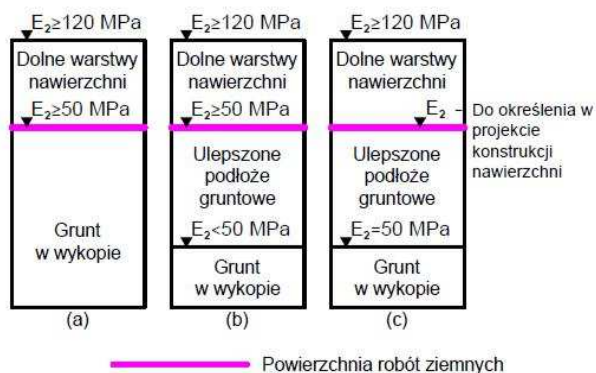 E₂≥120 MPa
Dolne warstwy
nawierzchni
E₂≥50 MPa
Grunt
w wykopie
(a)
E₂≥120 MPa
Dolne warstwy
nawierzchni
E₂≥50 MPa
Ulepszone
podłoże
gruntowe
E₂<50 MPa
Grunt
w wykopie
(b)
E₂≥120 MPa
Dolne warstwy
nawierzchni
E₂ - Do określenia w
projekcie
konstrukcji
nawierzchni
Ulepszone
podłoże
gruntowe
E₂=50 MPa
Grunt
w wykopie
(c)
Powierzchnia robót ziemnych